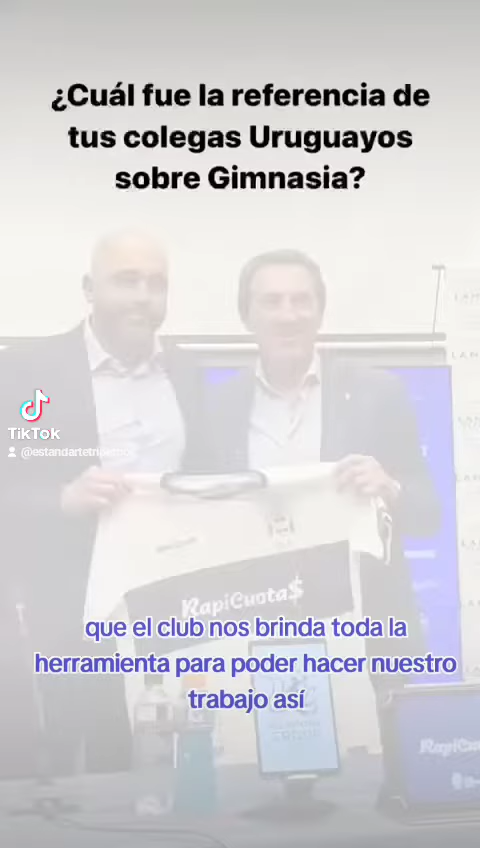 ¿Cuál fue la referencia de
tus colegas Uruguayos
sobre Gimnasia?
TikTok
RapiCuota$
que el club nos brinda toda la
herramienta para poder hacer nuestro
trabajo así